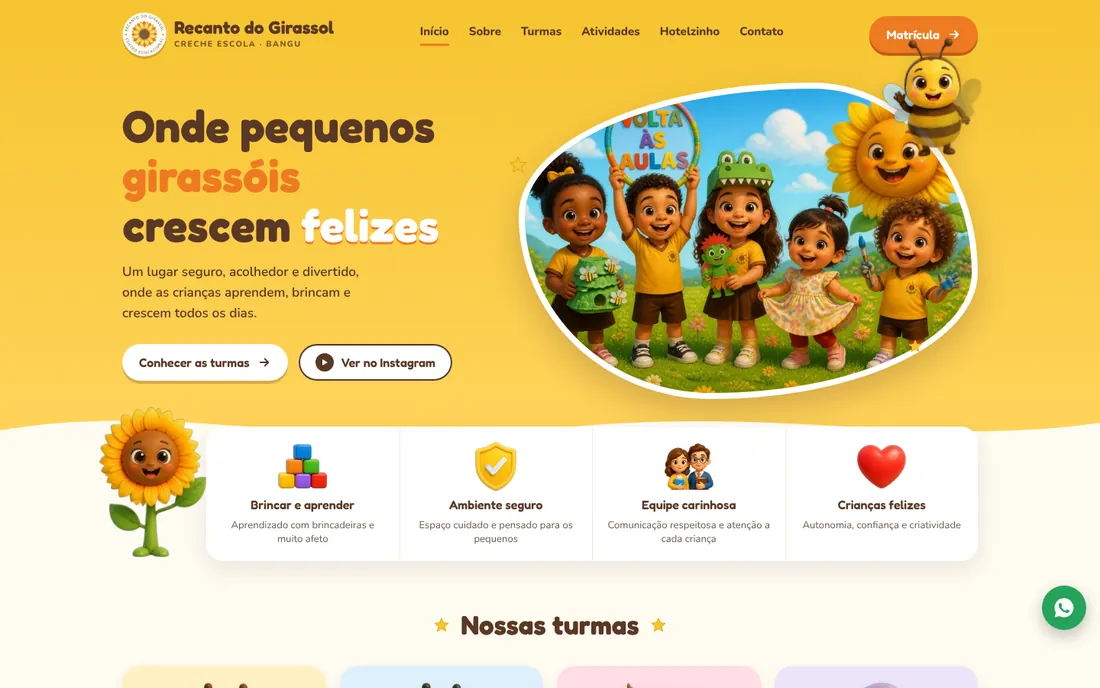 Recanto do Girassol
CRECHE ESCOLA · BANGU
Início
Sobre
Turmas
Atividades
Hotelzinho
Contato
Matrícula
Onde pequenos
girassóis
crescem felizes
Um lugar seguro, acolhedor e divertido,
onde as crianças aprendem, brincam e
crescem todos os dias.
Conhecer as turmas
Ver no Instagram
VOLTA
ÀS
AULAS
Brincar e aprender
Aprendizado com brincadeiras e
muito afeto
Ambiente seguro
Espaço cuidado e pensado para os
pequenos
Equipe carinhosa
Comunicação respeitosa e atenção a
cada criança
Crianças felizes
Autonomia, confiança e criatividade
Nossas turmas